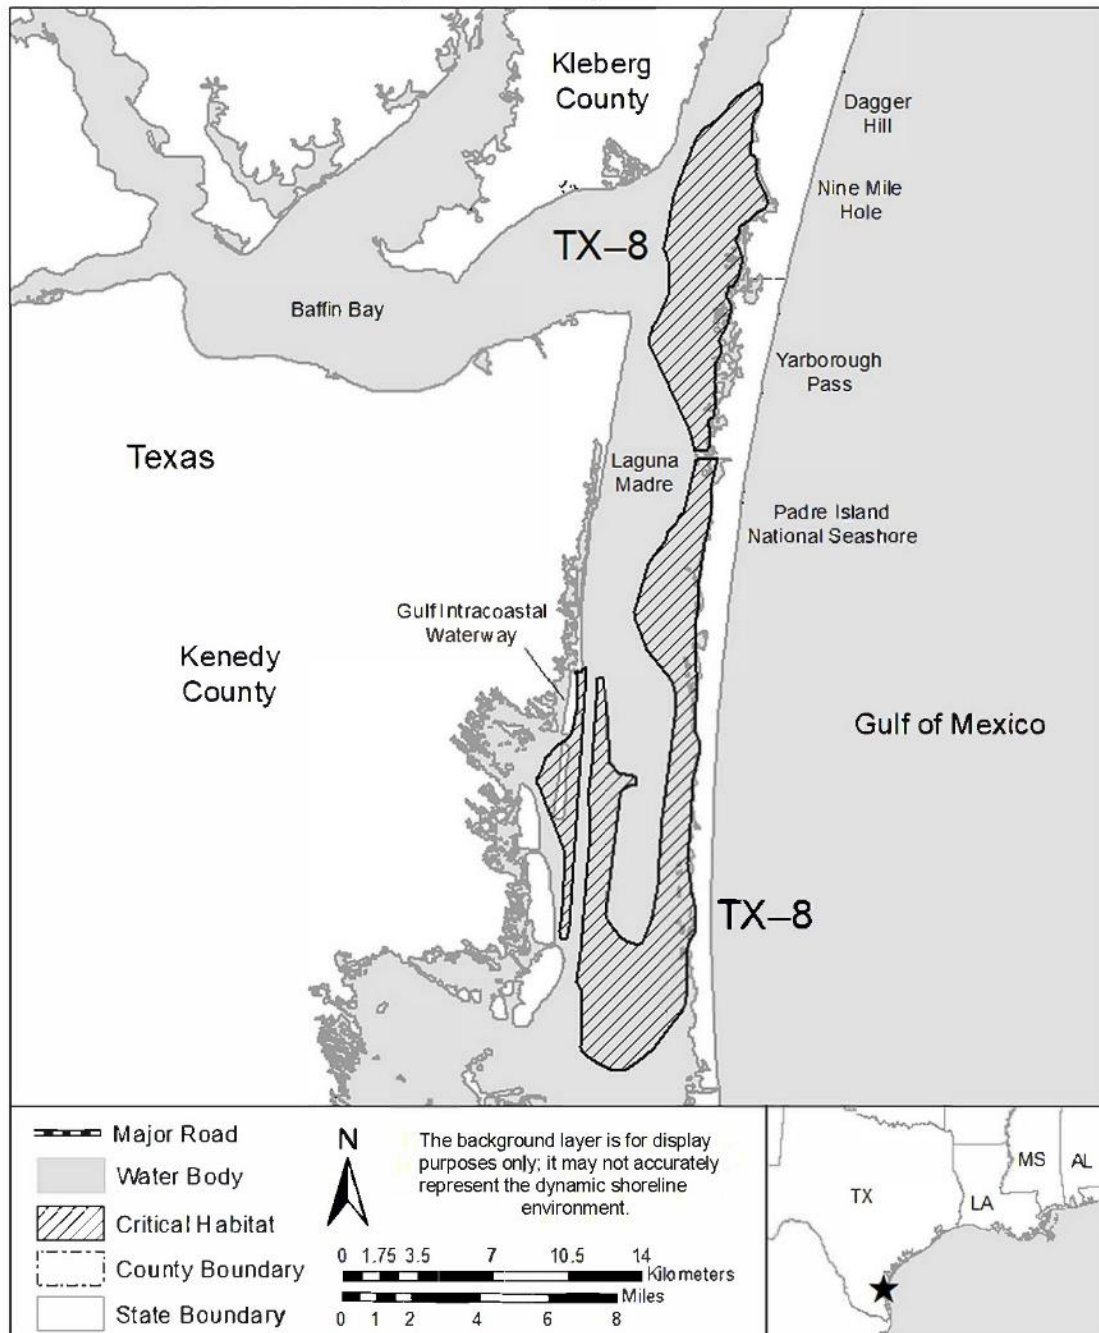 Kleberg
County
Dagger
Hill
Nine Mile
Hole
TX–8
Baffin Bay
Yarborough
Pass
Texas
Laguna
Madre
Padre Island
National Seashore
Gulf Intracoastal
Waterway
Kenedy
County
Gulf of Mexico
TX–8
Major Road
Water Body
Critical Habitat
County Boundary
State Boundary
N
The background layer is for display
purposes only; it may not accurately
represent the dynamic shoreline
environment.
0 1.75 3.5 7 10.5 14
Kilometers
Miles
0 1 2 4 6 8
MS AL
TX
LA